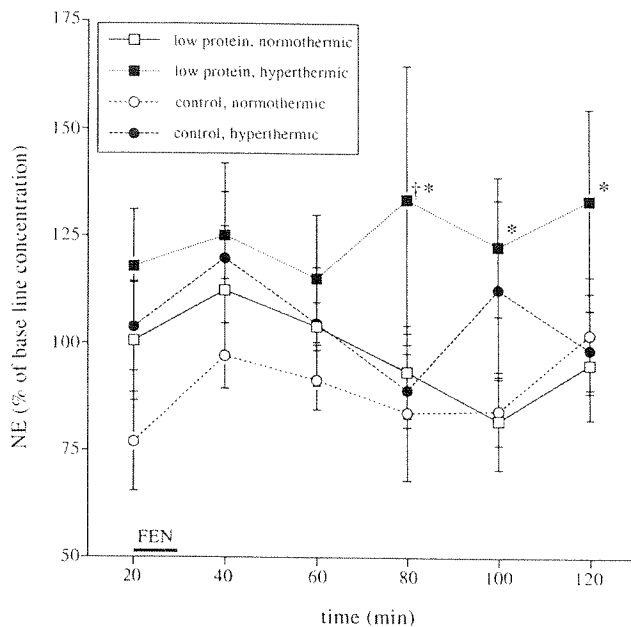 175
150
125
100
75
50
NE (% of base line concentration)
low protein, normothermic
low protein, hyperthermic
control, normothermic
control, hyperthermic
†*
*
*
FEN
20 40 60 80 100 120
time (min)